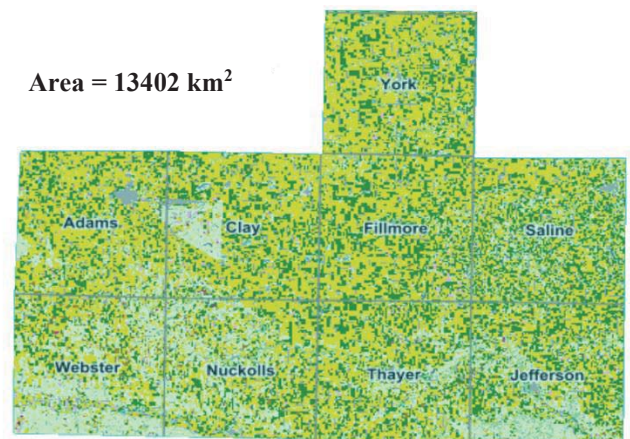 York
Area = 13402 km²
Adams
Clay
Fillmore
Saline
Webster
Nuckolls
Thayer
Jefferson